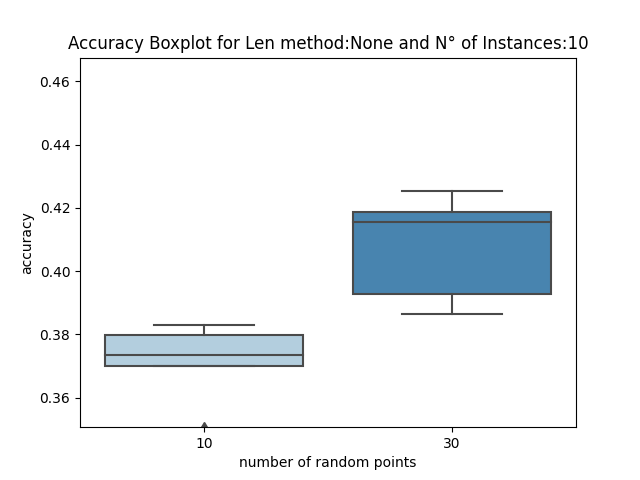 Accuracy Boxplot for Len method:None and N° of Instances:10
0.46
0.44
0.42
0.40
0.38
0.36
accuracy
10 30
number of random points